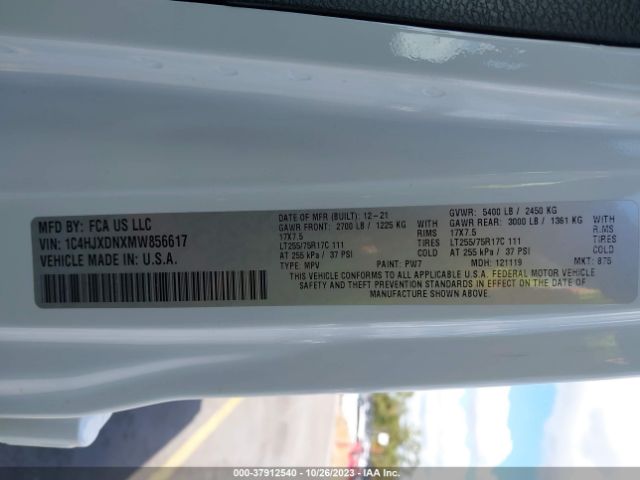 MFD BY: FCA US LLC
VIN: 1C4HJXDNXMW856617
VEHICLE MADE IN: U.S.A.
DATE OF MFR (BUILT): 12-21
GAWR FRONT: 2700 LB / 1225 KG
17X7.5
LT255/75R17C 111
AT 255 kPa / 37 PSI
WITH
RIMS
TIRES
COLD
GVWR: 5400 LB / 2450 KG
GAWR REAR: 3000 LB / 1361 KG
17X7.5
LT255/75R17C 111
AT 255 kPa / 37 PSI
WITH
RIMS
TIRES
COLD
TYPE: MPV PAINT: PW7 MDH: 121119 MKT: 875
THIS VEHICLE CONFORMS TO ALL APPLICABLE U.S.A. FEDERAL MOTOR VEHICLE
SAFETY AND THEFT PREVENTION STANDARDS IN EFFECT ON THE DATE OF
MANUFACTURE SHOWN ABOVE.
000-37912540 - 10/26/2023 - IAA Inc.